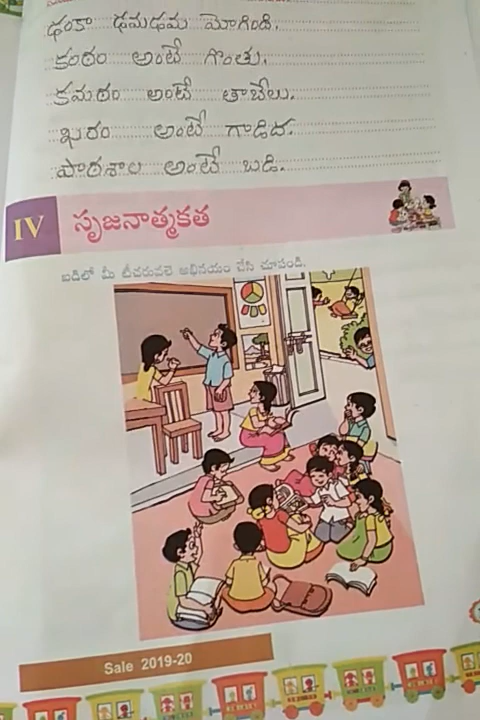 ఢంకా ఢమఢమ మోగింది.
కంఠం అంటే గొంతు.
కమఠం అంటే తాబేలు.
ఖరం అంటే గాడిద.
పాఠశాల అంటే బడి.
IV సృజనాత్మకత
బడిలో మీ టీచరువలె అభినయం చేసి చూపండి.
Sale 2019-20